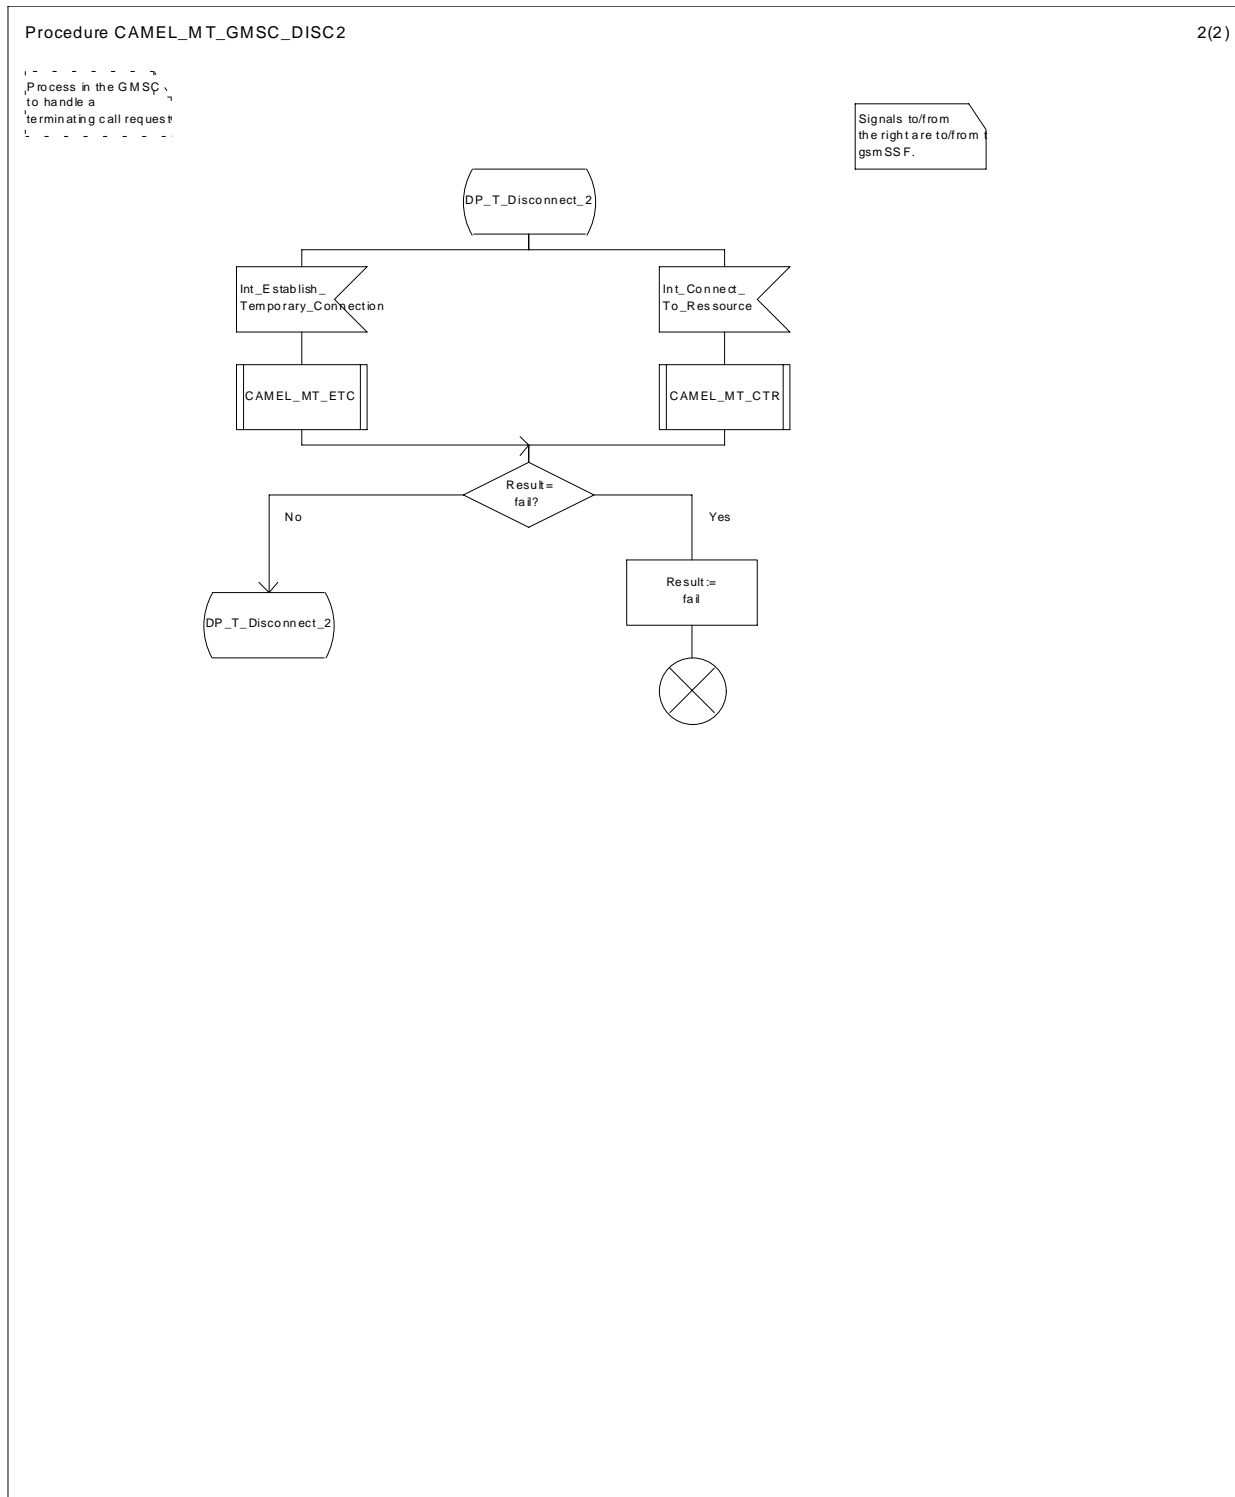 Procedure CAMEL_MT_GMSC_DISC2
2(2)
Process in the GMSC
to handle a
terminating call request
Signals to/from
the right are to/from t
gsmSSF.
DP_T_Disconnect_2
Int_Establish_
Temporary_Connection
Int_Connect_
To_Ressource
CAMEL_MT_ETC
CAMEL_MT_CTR
Result=
fail?
No
Yes
Result:=
fail
DP_T_Disconnect_2